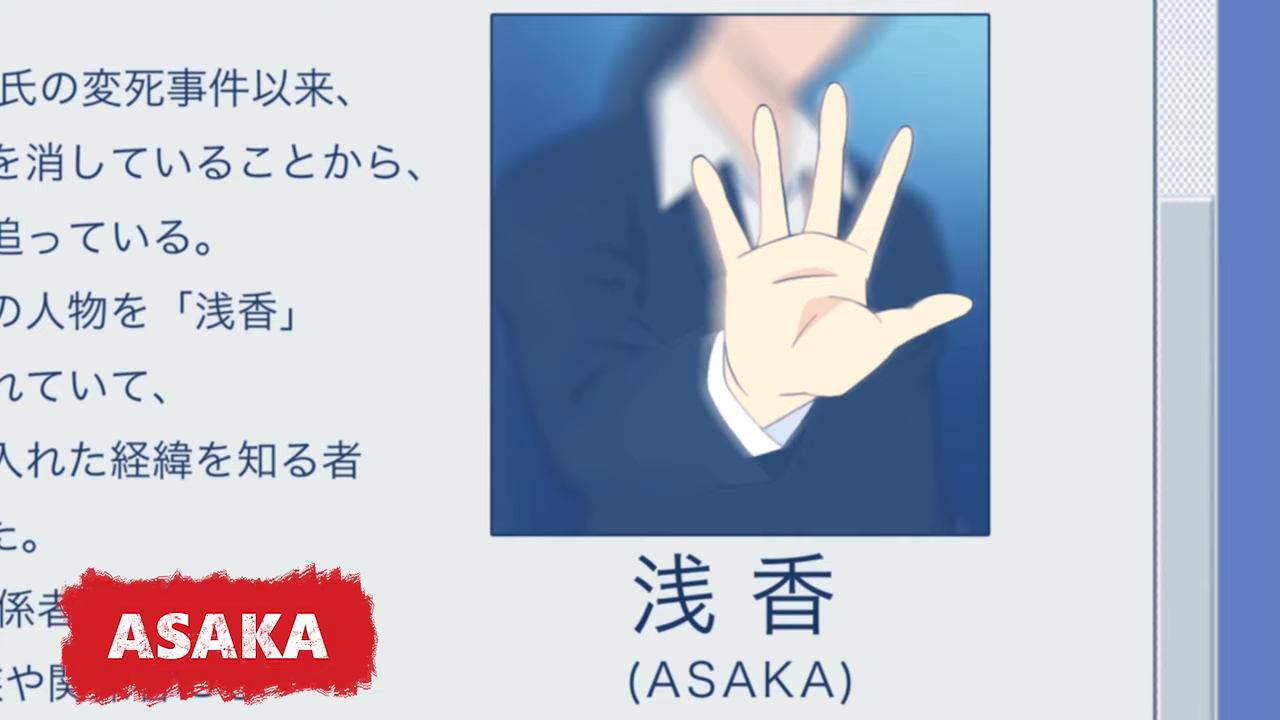 氏の変死事件以来、
を消していることから、
追っている。
の人物を「浅香」
れていて、
入れた経緯を知る者
た。
係者
や関
ASAKA
浅香
(ASAKA)